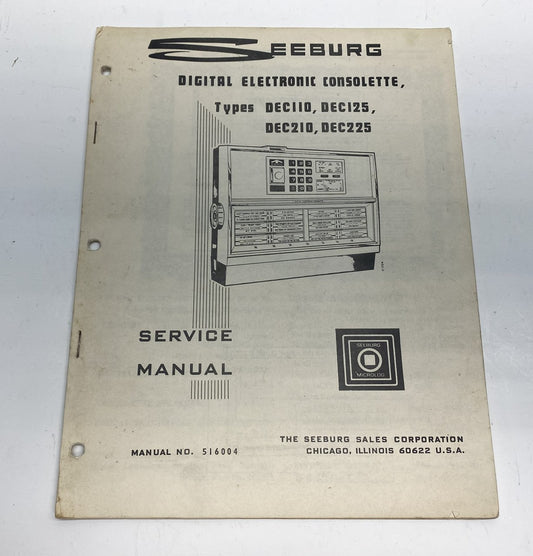 SEEBURG
DIGITAL ELECTRONIC CONSOLETTE,
Types DEC110, DEC125,
DEC210, DEC225
SERVICE
MANUAL
SEEBURG
MICROLOG
MANUAL NO. 516004
THE SEEBURG SALES CORPORATION
CHICAGO, ILLINOIS 60622 U.S.A.